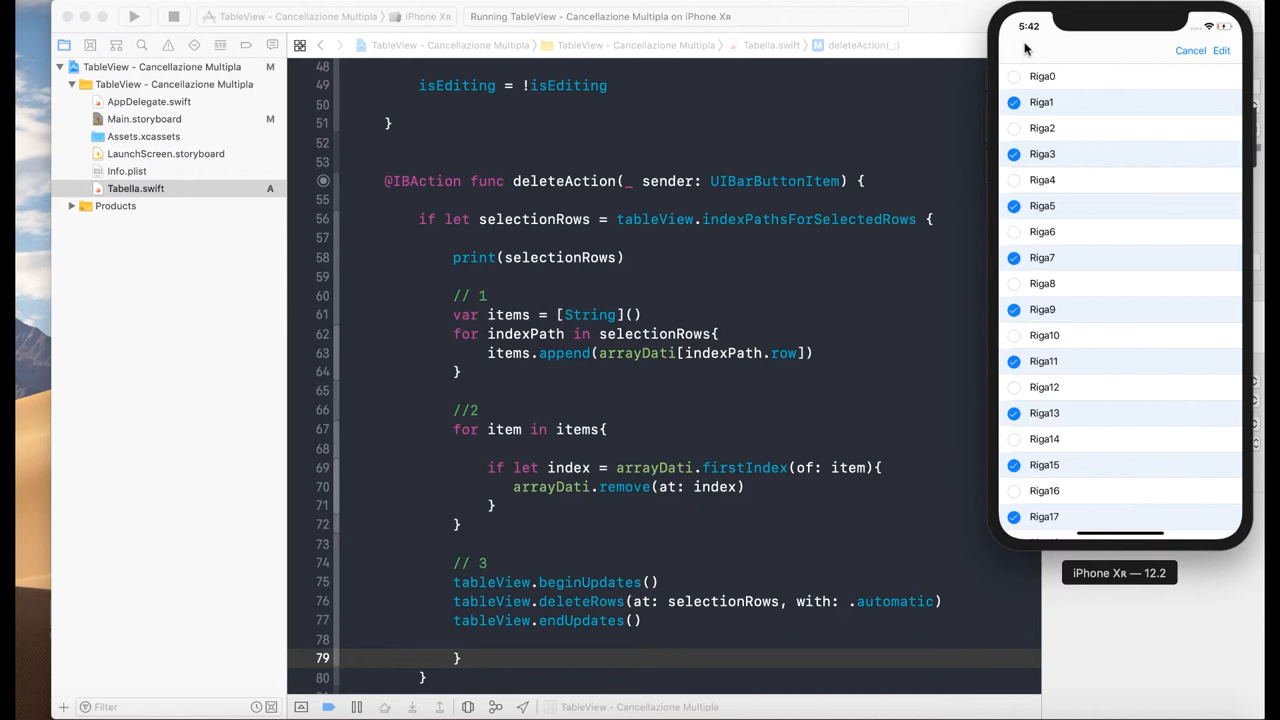 TableView - Cancellazione Multipla
iPhone XR
Running TableView - Cancellazione Multipla on iPhone XR
TableView - Cancellazione Multipla
TableView - Cancellazione Multipla
Tabella.swift
M
deleteAction(_:)
TableView - Cancellazione Multipla
M
TableView - Cancellazione Multipla
AppDelegate.swift
Main.storyboard
M
Assets.xcassets
LaunchScreen.storyboard
Info.plist
Tabella.swift
A
Products
Filter
48
49 isEditing = !isEditing
50
51 }
52
53
@IBAction func deleteAction(_ sender: UIBarButtonItem) {
55
56 if let selectionRows = tableView.indexPathsForSelectedRows {
57
58 print(selectionRows)
59
60 // 1
61 var items = [String]()
62 for indexPath in selectionRows{
63 items.append(arrayDati[indexPath.row])
64 }
65
66 //2
67 for item in items{
68
69 if let index = arrayDati.firstIndex(of: item){
70 arrayDati.remove(at: index)
71 }
72 }
73
74 // 3
75 tableView.beginUpdates()
76 tableView.deleteRows(at: selectionRows, with: .automatic)
77 tableView.endUpdates()
78
79 }
80 }
TableView - Cancellazione Multipla
5:42
Cancel Edit
Riga0
Riga1
Riga2
Riga3
Riga4
Riga5
Riga6
Riga7
Riga8
Riga9
Riga10
Riga11
Riga12
Riga13
Riga14
Riga15
Riga16
Riga17
iPhone XR — 12.2